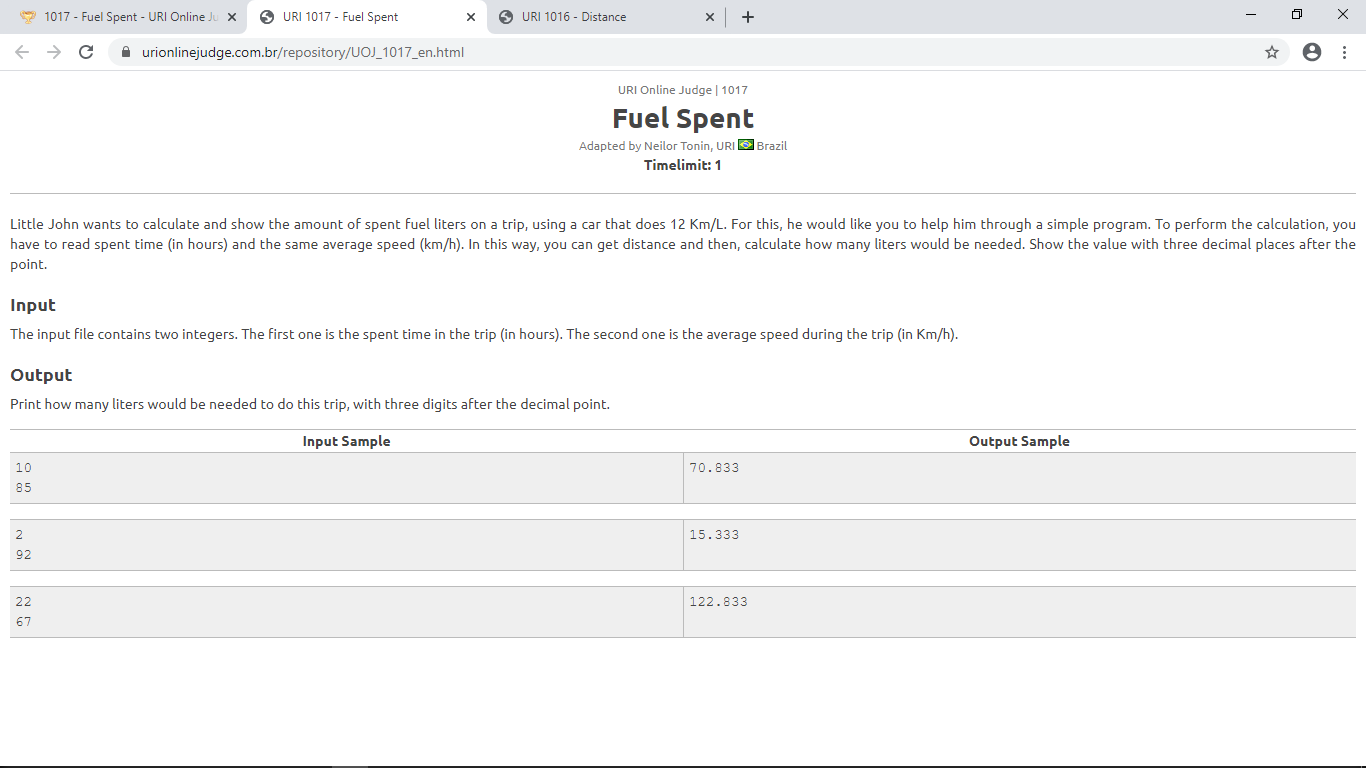 1017 - Fuel Spent - URI Online Ju
URI 1017 - Fuel Spent
URI 1016 - Distance
urionlinejudge.com.br/repository/UOJ_1017_en.html
URI Online Judge | 1017
Fuel Spent
Adapted by Neilor Tonin, URI Brazil
Timelimit: 1
Little John wants to calculate and show the amount of spent fuel liters on a trip, using a car that does 12 Km/L. For this, he would like you to help him through a simple program. To perform the calculation, you
have to read spent time (in hours) and the same average speed (km/h). In this way, you can get distance and then, calculate how many liters would be needed. Show the value with three decimal places after the
point.
Input
The input file contains two integers. The first one is the spent time in the trip (in hours). The second one is the average speed during the trip (in Km/h).
Output
Print how many liters would be needed to do this trip, with three digits after the decimal point.
Input Sample Output Sample
10 70.833
85
2 15.333
92
22 122.833
67